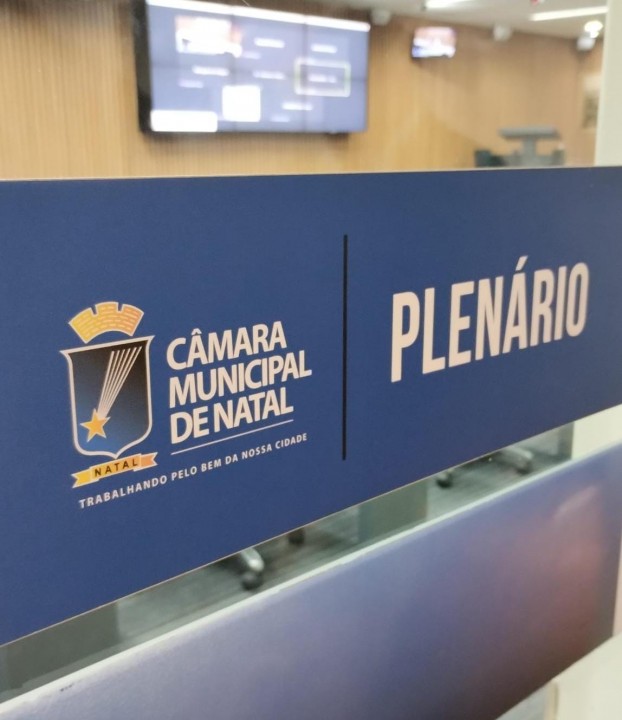 CÂMARA
MUNICIPAL
DE NATAL
NATAL
TRABALHANDO PELO BEM DA NOSSA CIDADE
PLENÁRIO